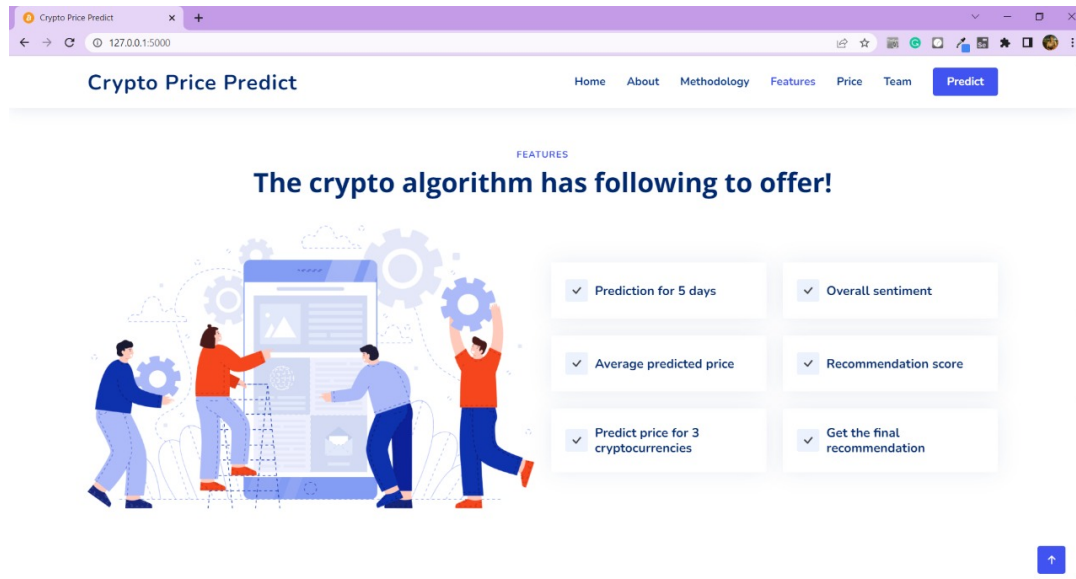 Crypto Price Predict
127.0.0.1:5000
Crypto Price Predict
Home About Methodology Features Price Team Predict
FEATURES
The crypto algorithm has following to offer!
Prediction for 5 days
Overall sentiment
Average predicted price
Recommendation score
Predict price for 3
cryptocurrencies
Get the final
recommendation